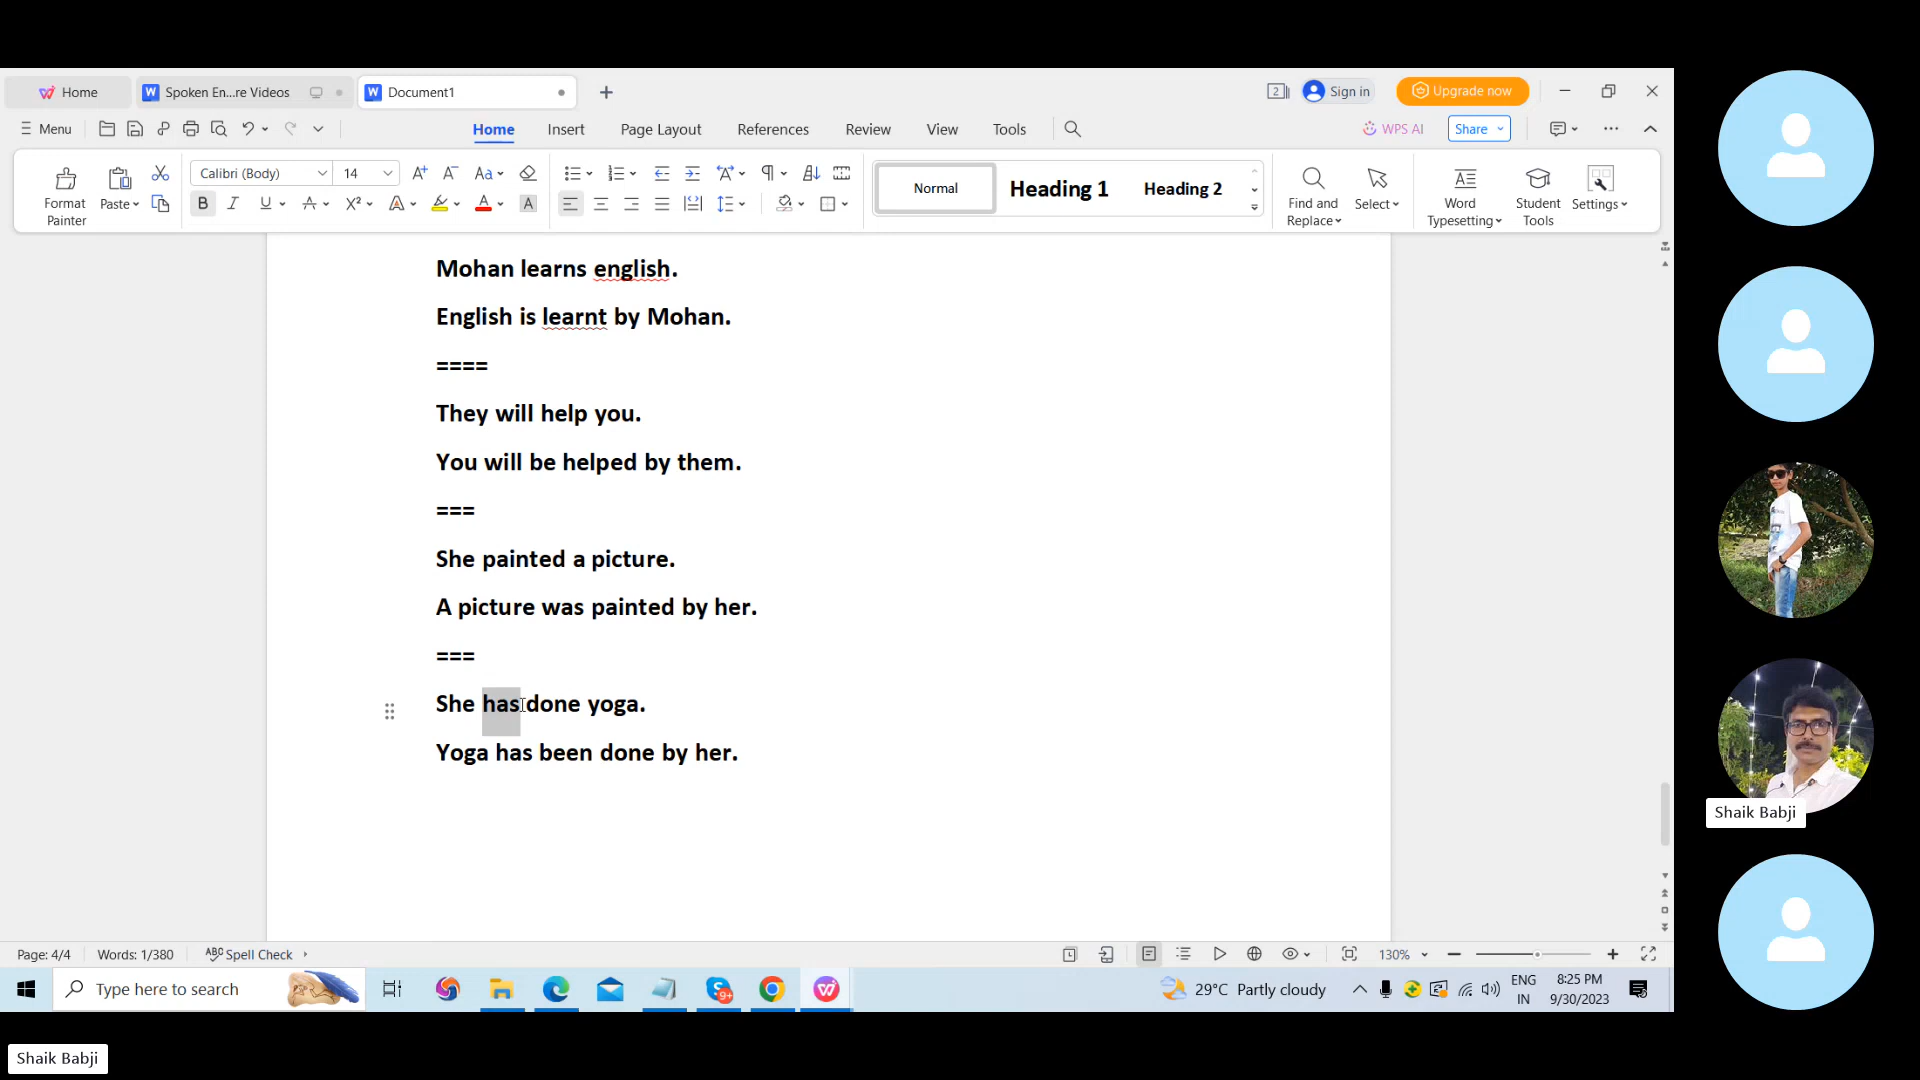 Home
Spoken En...re Videos
Document1
2
Sign in
Upgrade now
Menu
Home
Insert
Page Layout
References
Review
View
Tools
WPS AI
Share
Format
Painter
Paste
Calibri (Body)
14
Normal
Heading 1
Heading 2
Find and
Replace
Select
Word
Typesetting
Student
Tools
Settings
Mohan learns english.
English is learnt by Mohan.
====
They will help you.
You will be helped by them.
===
She painted a picture.
A picture was painted by her.
===
She has done yoga.
Yoga has been done by her.
Shaik Babji
Page: 4/4
Words: 1/380
Spell Check
130%
Type here to search
9+
29°C Partly cloudy
ENG
IN
8:25 PM
9/30/2023
Shaik Babji